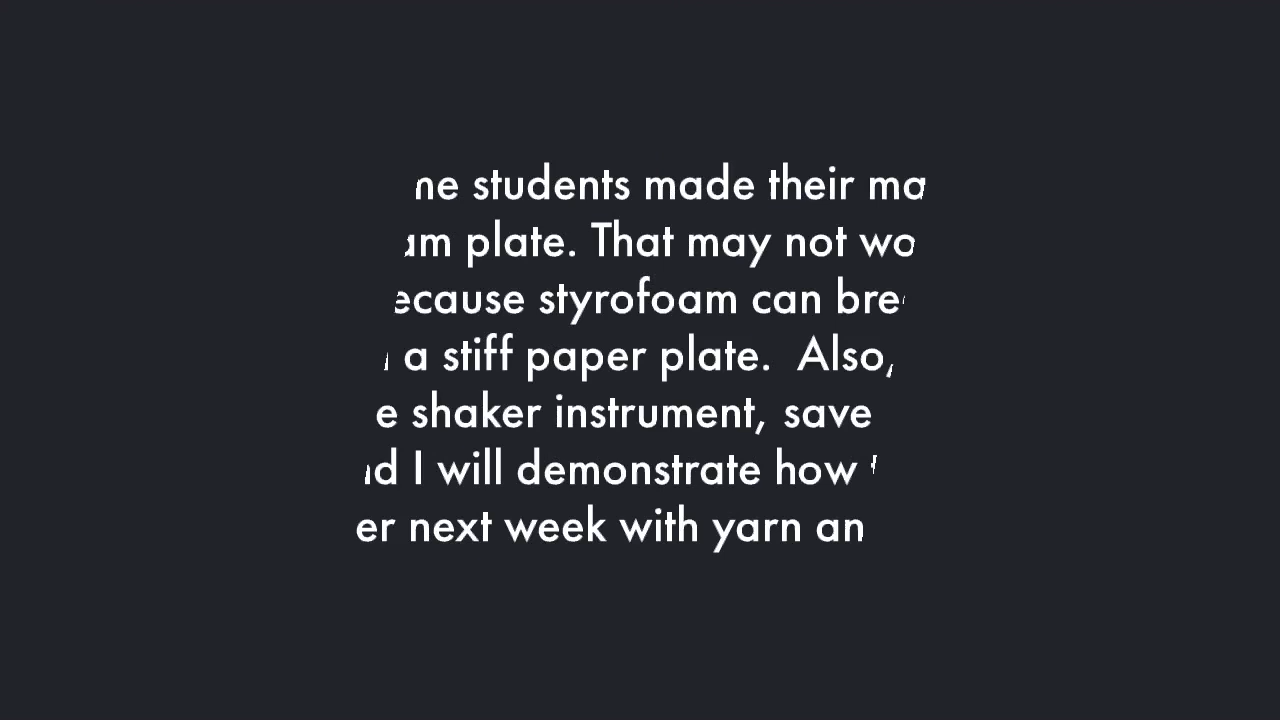 ne students made their ma
am plate. That may not wo
ecause styrofoam can bre
a stiff paper plate.  Also,
e shaker instrument, save
d I will demonstrate how
er next week with yarn an